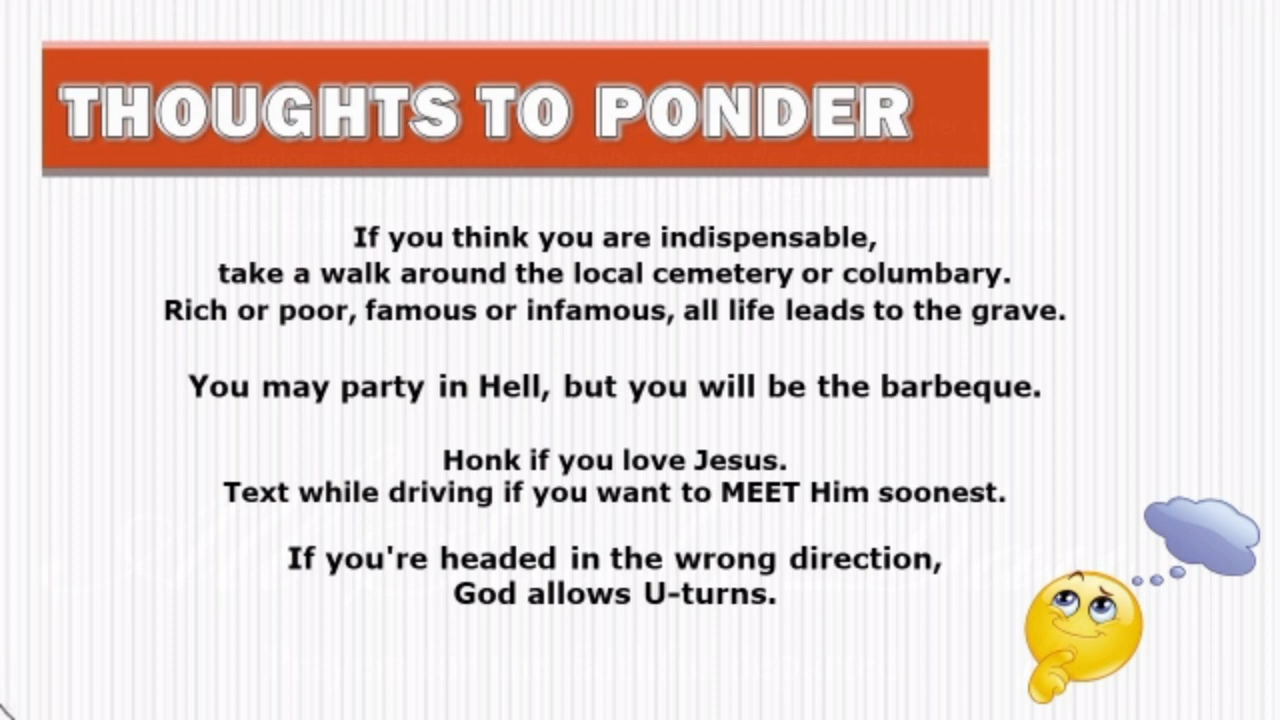 THOUGHTS TO PONDER
If you think you are indispensable,
take a walk around the local cemetery or columbary.
Rich or poor, famous or infamous, all life leads to the grave.
You may party in Hell, but you will be the barbeque.
Honk if you love Jesus.
Text while driving if you want to MEET Him soonest.
If you're headed in the wrong direction,
God allows U-turns.